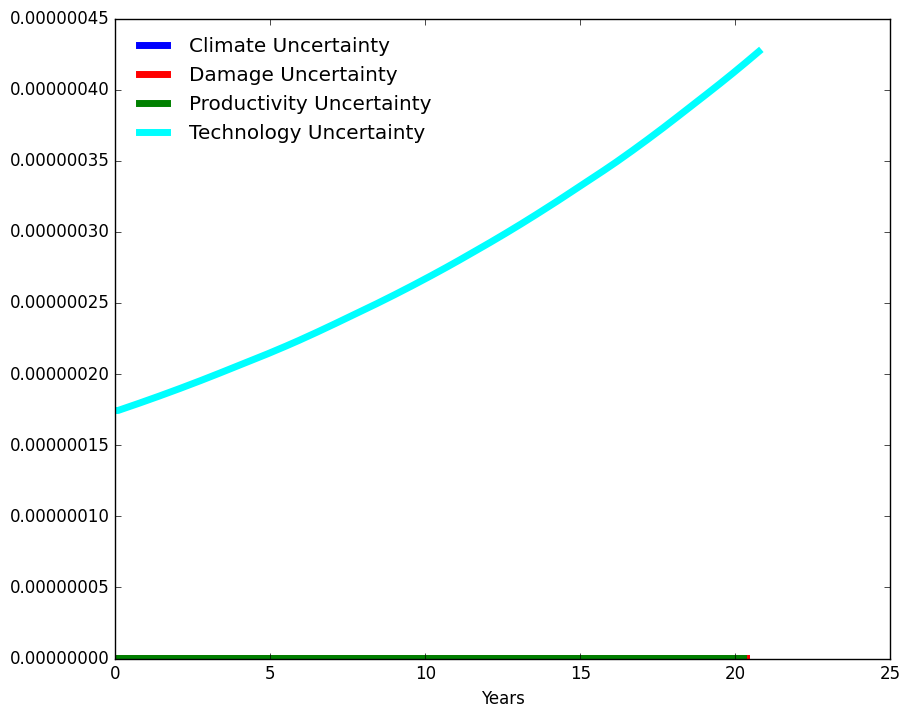 0.00000045
Climate Uncertainty
Damage Uncertainty
0.00000040
Productivity Uncertainty
Technology Uncertainty
0.00000035
0.00000030
0.00000025
0.00000020
0.00000015
0.00000010
0.00000005
0.00000000
0 5 10 15 20 25
Years